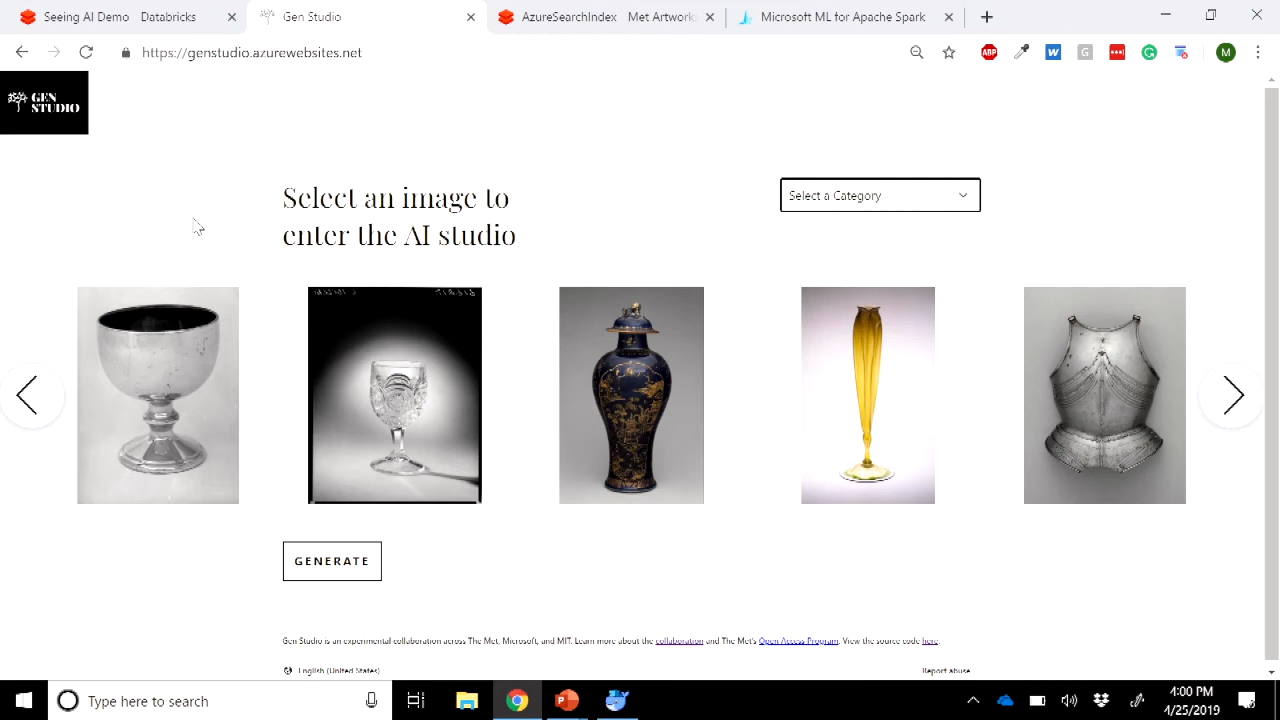 Seeing AI Demo - Databricks
Gen Studio
AzureSearchIndex - Met Artwork
Microsoft ML for Apache Spark
https://genstudio.azurewebsites.net
ABP
W
G
M
GEN
STUDIO
Select an image to
enter the AI studio
Select a Category
GENERATE
Gen Studio is an experimental collaboration across The Met, Microsoft, and MIT. Learn more about the collaboration and The Met's Open Access Program. View the source code here.
English (United States)
Report abuse
Type here to search
4:00 PM
4/25/2019